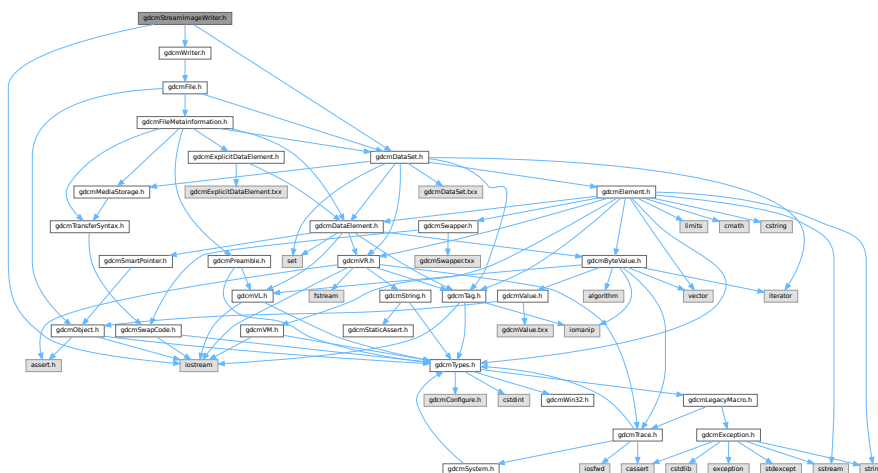 gdcmStreamImageWriter.h
gdcmWriter.h
gdcmFile.h
gdcmFileMetaInformation.h
gdcmExplicitDataElement.h
gdcmDataSet.h
gdcmMediaStorage.h
gdcmExplicitDataElement.txx
gdcmDataSet.txx
gdcmElement.h
gdcmTransferSyntax.h
gdcmDataElement.h
gdcmSwapper.h
limits
cmath
cstring
gdcmSmartPointer.h
gdcmPreamble.h
set
gdcmVR.h
gdcmSwapper.txx
gdcmByteValue.h
gdcmVL.h
fstream
gdcmString.h
gdcmTag.h
gdcmValue.h
algorithm
vector
iterator
gdcmObject.h
gdcmSwapCode.h
gdcmVM.h
gdcmStaticAssert.h
gdcmValue.txx
iomanip
assert.h
iostream
gdcmTypes.h
gdcmConfigure.h
cstdint
gdcmWin32.h
gdcmLegacyMacro.h
gdcmTrace.h
gdcmException.h
gdcmSystem.h
iosfwd
cassert
cstdlib
exception
stdexcept
sstream